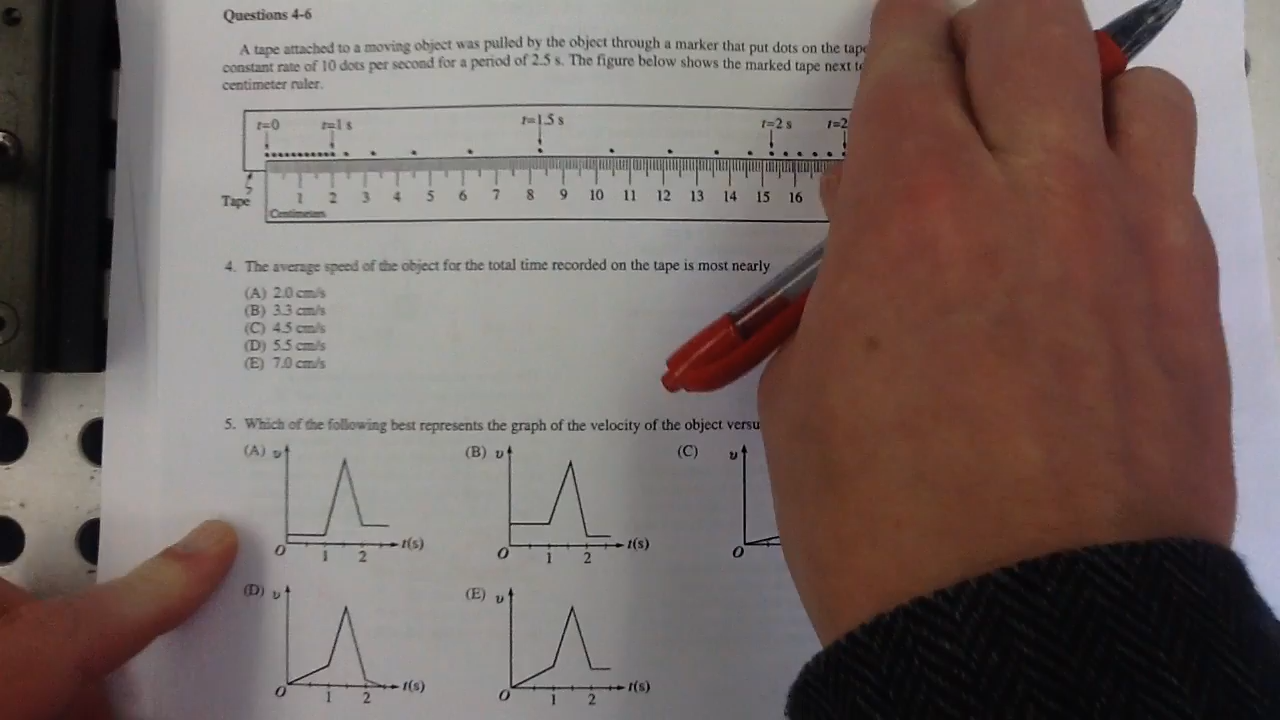 Questions 4-6
A tape attached to a moving object was pulled by the object through a marker that put dots on the tape
constant rate of 10 dots per second for a period of 2.5 s. The figure below shows the marked tape next
centimeter ruler.
t=0 t=1 s t=1.5 s t=2 s t=2
Tape 1 2 3 4 5 6 7 8 9 10 11 12 13 14 15 16
Centimeters
4. The average speed of the object for the total time recorded on the tape is most nearly
(A) 2.0 cm/s
(B) 3.3 cm/s
(C) 4.5 cm/s
(D) 5.5 cm/s
(E) 7.0 cm/s
5. Which of the following best represents the graph of the velocity of the object versu
(A) υ (B) υ (C) υ
O 1 2 t(s) O 1 2 t(s) O
(D) υ (E) υ
O 1 2 t(s) O 1 2 t(s)